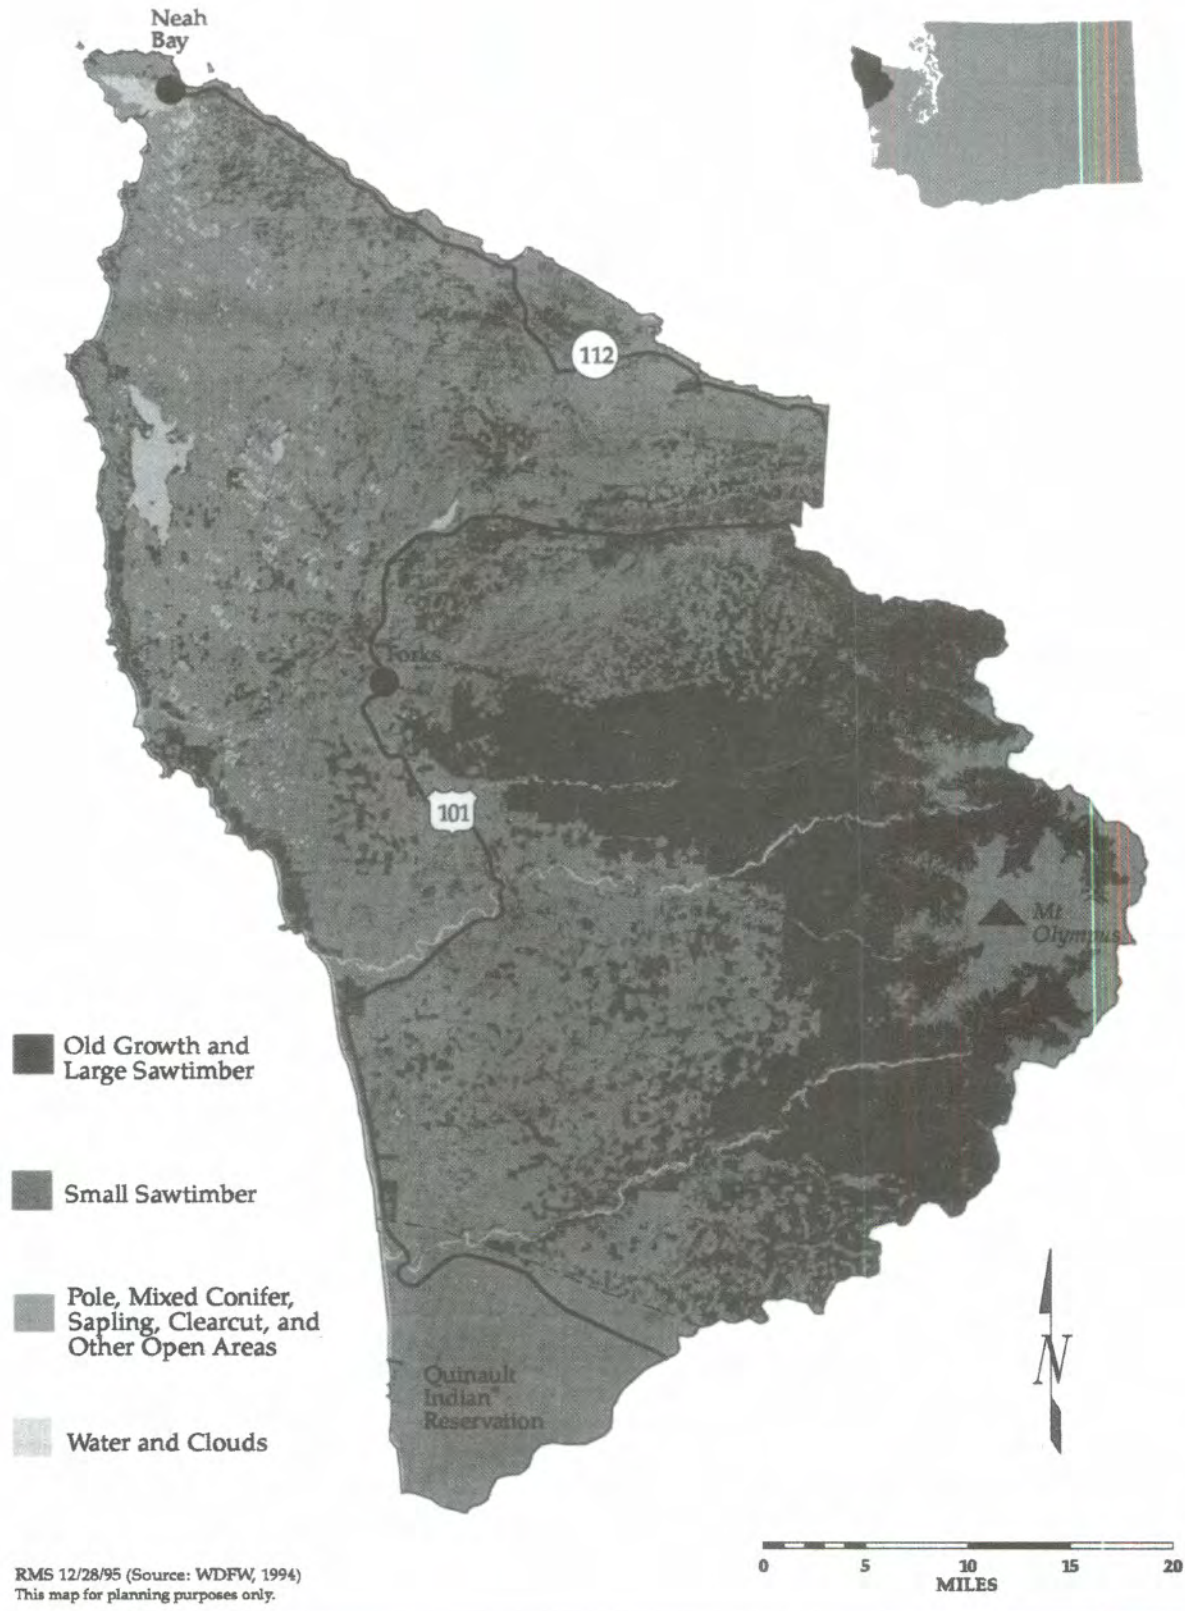 Neah
Bay
112
Forks
101
Mt
Olympus
Old Growth and
Large Sawtimber
Small Sawtimber
Pole, Mixed Conifer,
Sapling, Clearcut, and
Other Open Areas
Water and Clouds
Quinault
Indian*
Reservation
N
0 5 10 15 20
MILES
RMS 12/28/95 (Source: WDFW, 1994)
This map for planning purposes only.